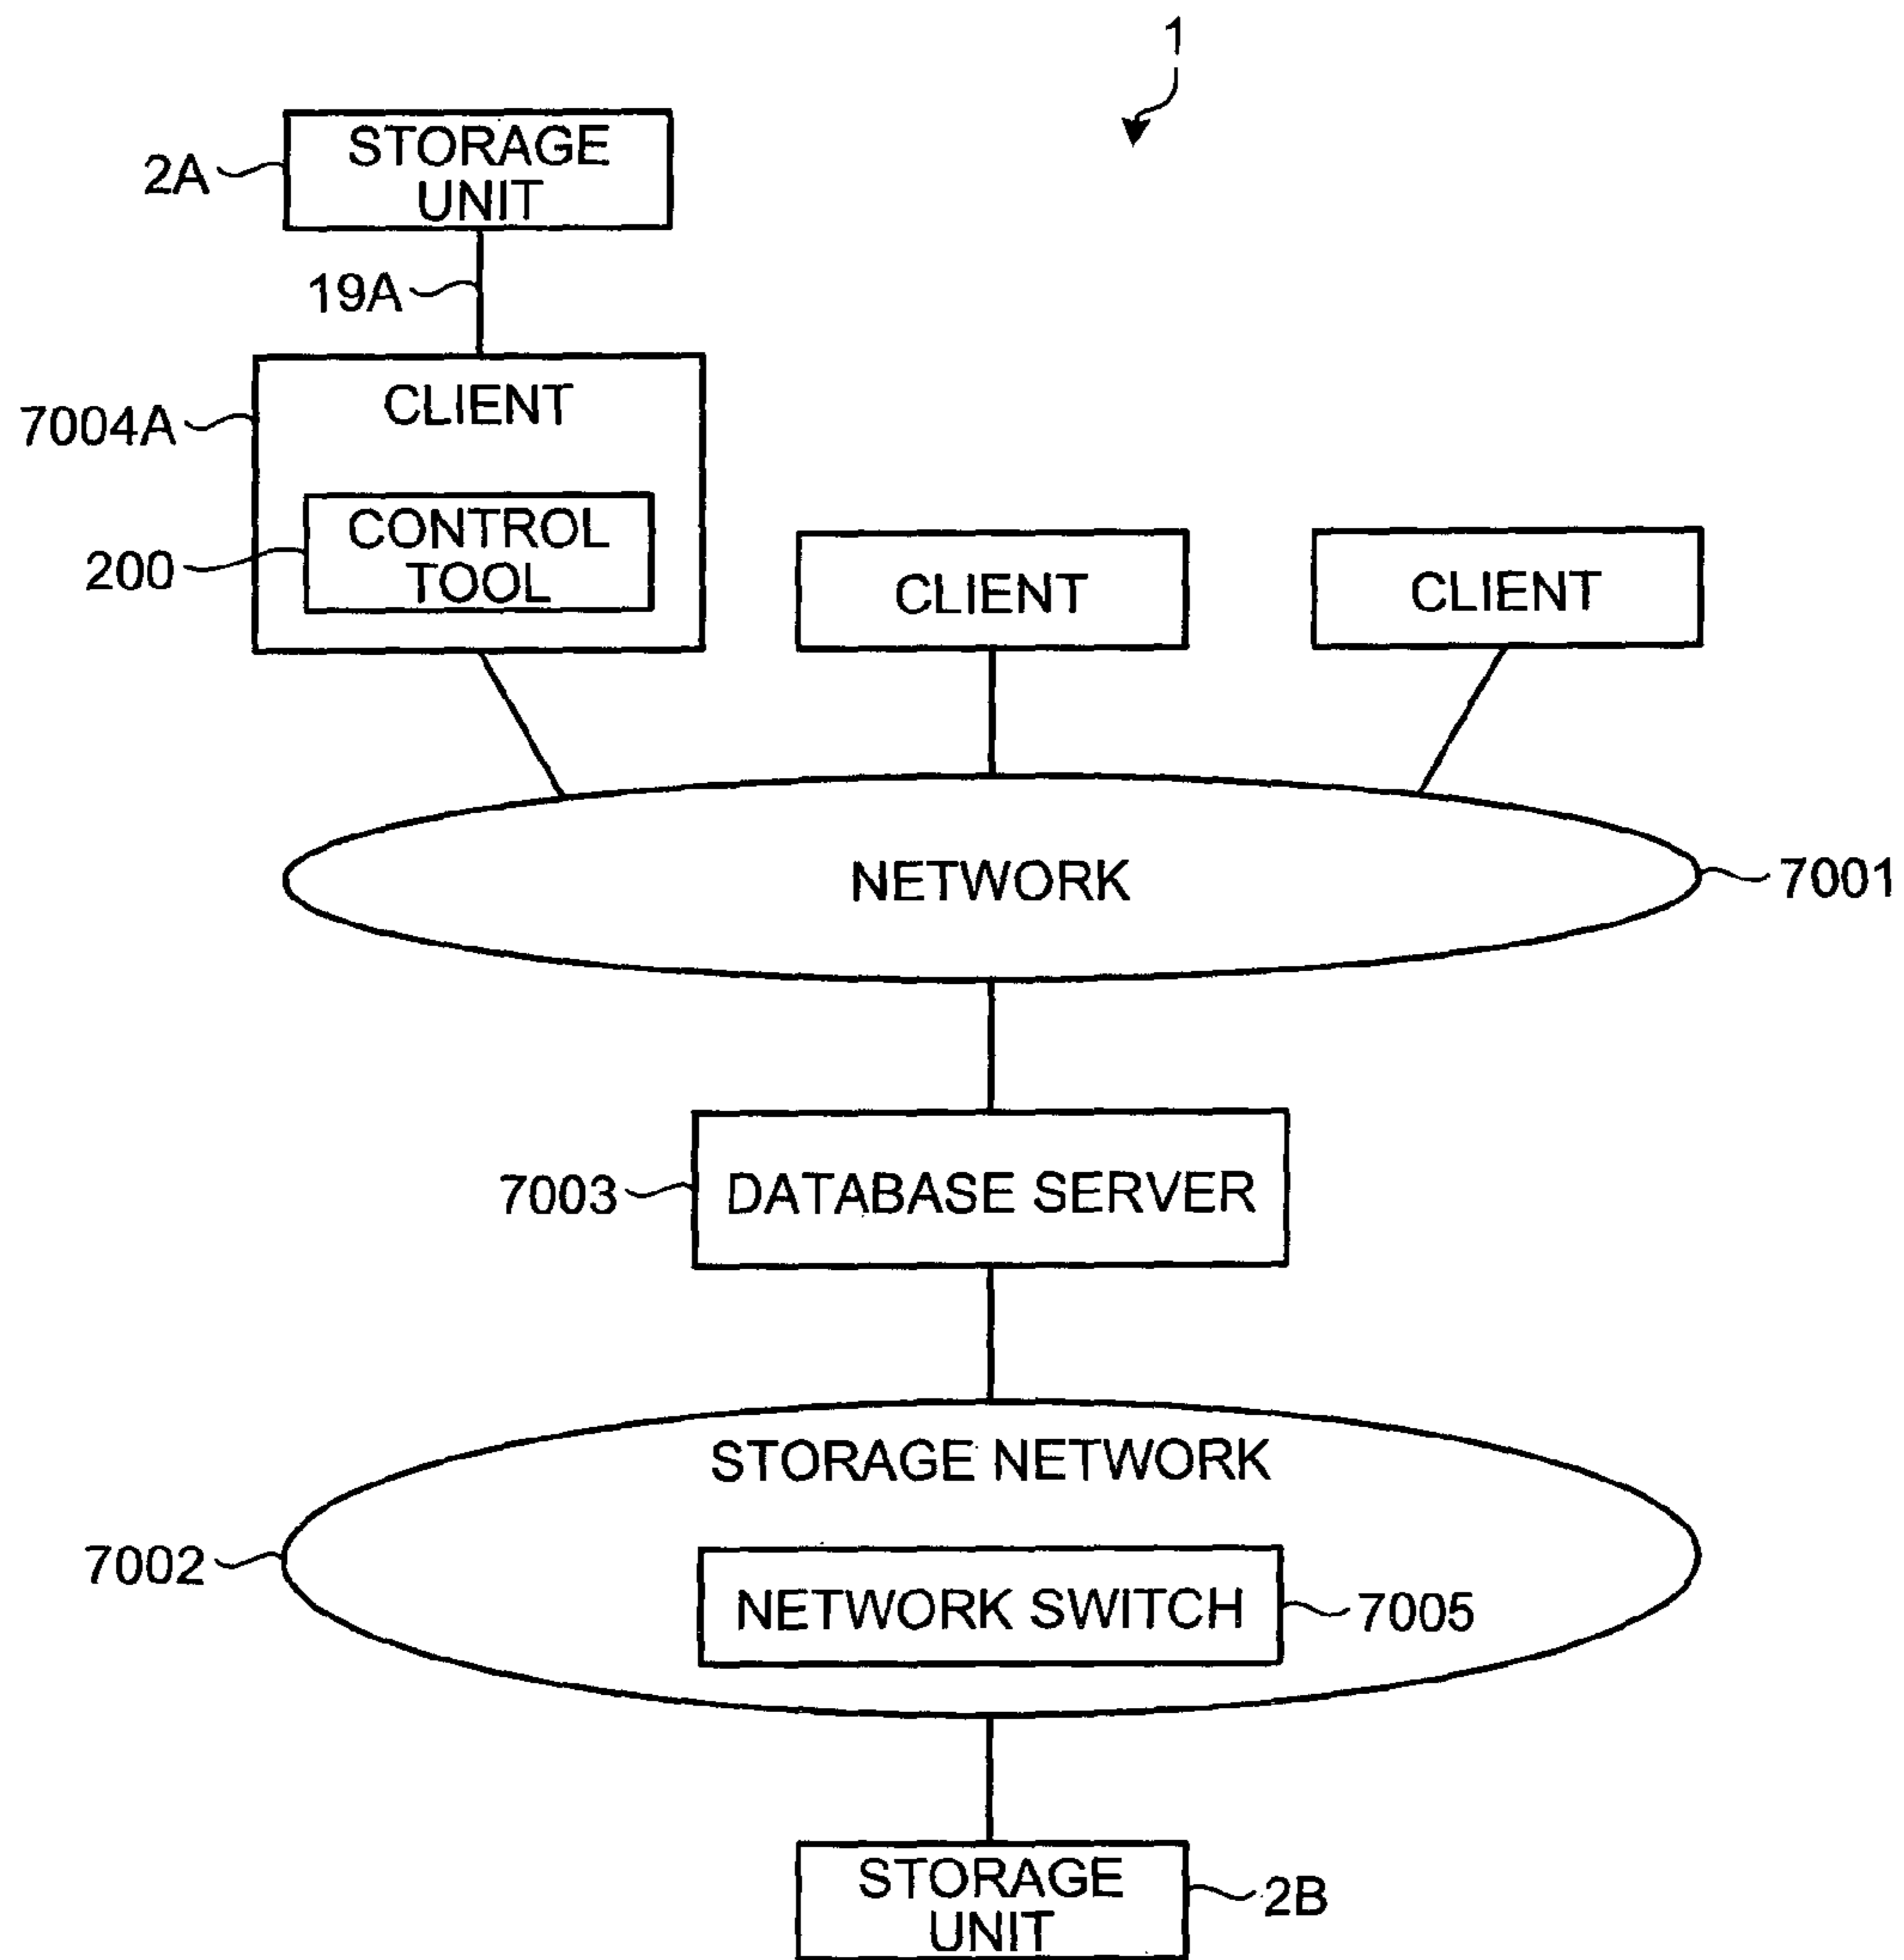 1
STORAGE
UNIT
2A
19A
CLIENT
7004A
CONTROL
TOOL
200
CLIENT
CLIENT
NETWORK
7001
7003
DATABASE SERVER
STORAGE NETWORK
7002
NETWORK SWITCH
7005
STORAGE
UNIT
2B